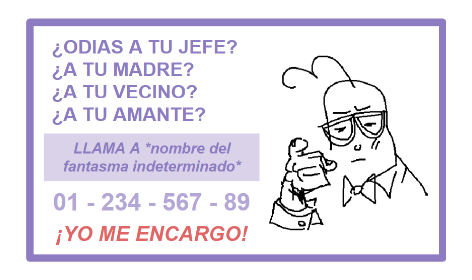 ¿ODIAS A TU JEFE?
¿A TU MADRE?
¿A TU VECINO?
¿A TU AMANTE?
LLAMA A *nombre del
fantasma indeterminado*
01 - 234 - 567 - 89
¡YO ME ENCARGO!